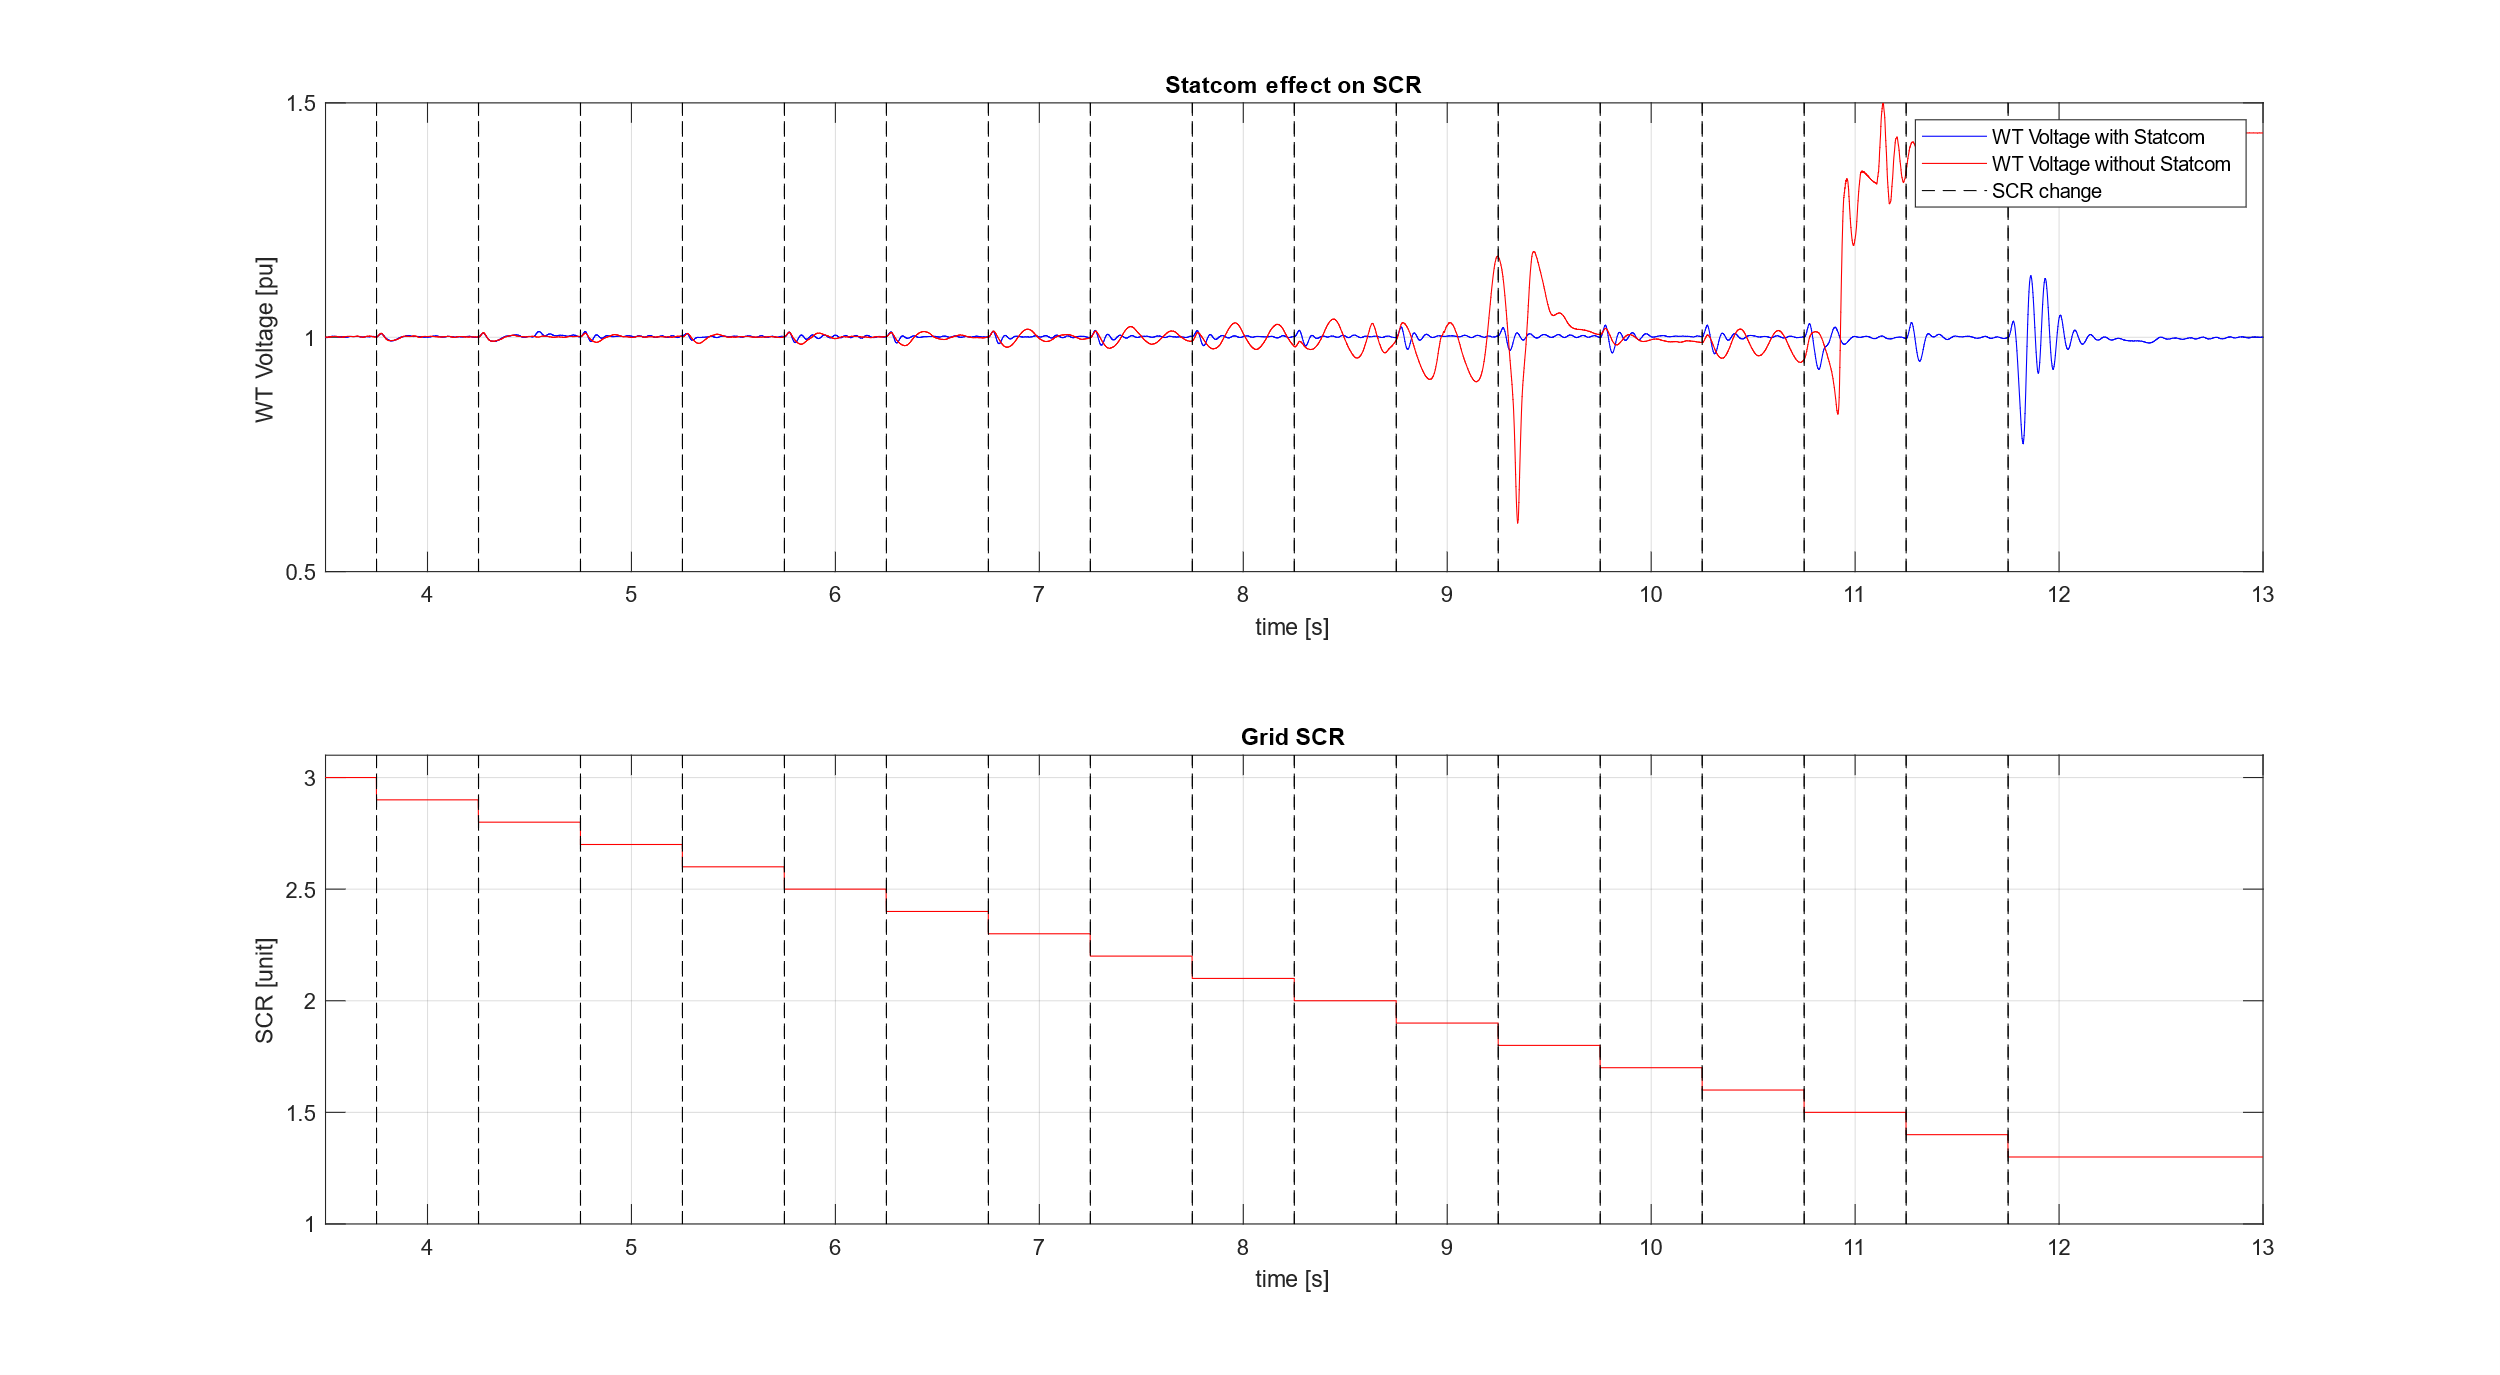 Statcom effect on SCR
1.5
1
0.5
WT Voltage [pu]
WT Voltage with Statcom
WT Voltage without Statcom
SCR change
4 5 6 7 8 9 10 11 12 13
time [s]
Grid SCR
3
2.5
2
1.5
1
SCR [unit]
4 5 6 7 8 9 10 11 12 13
time [s]